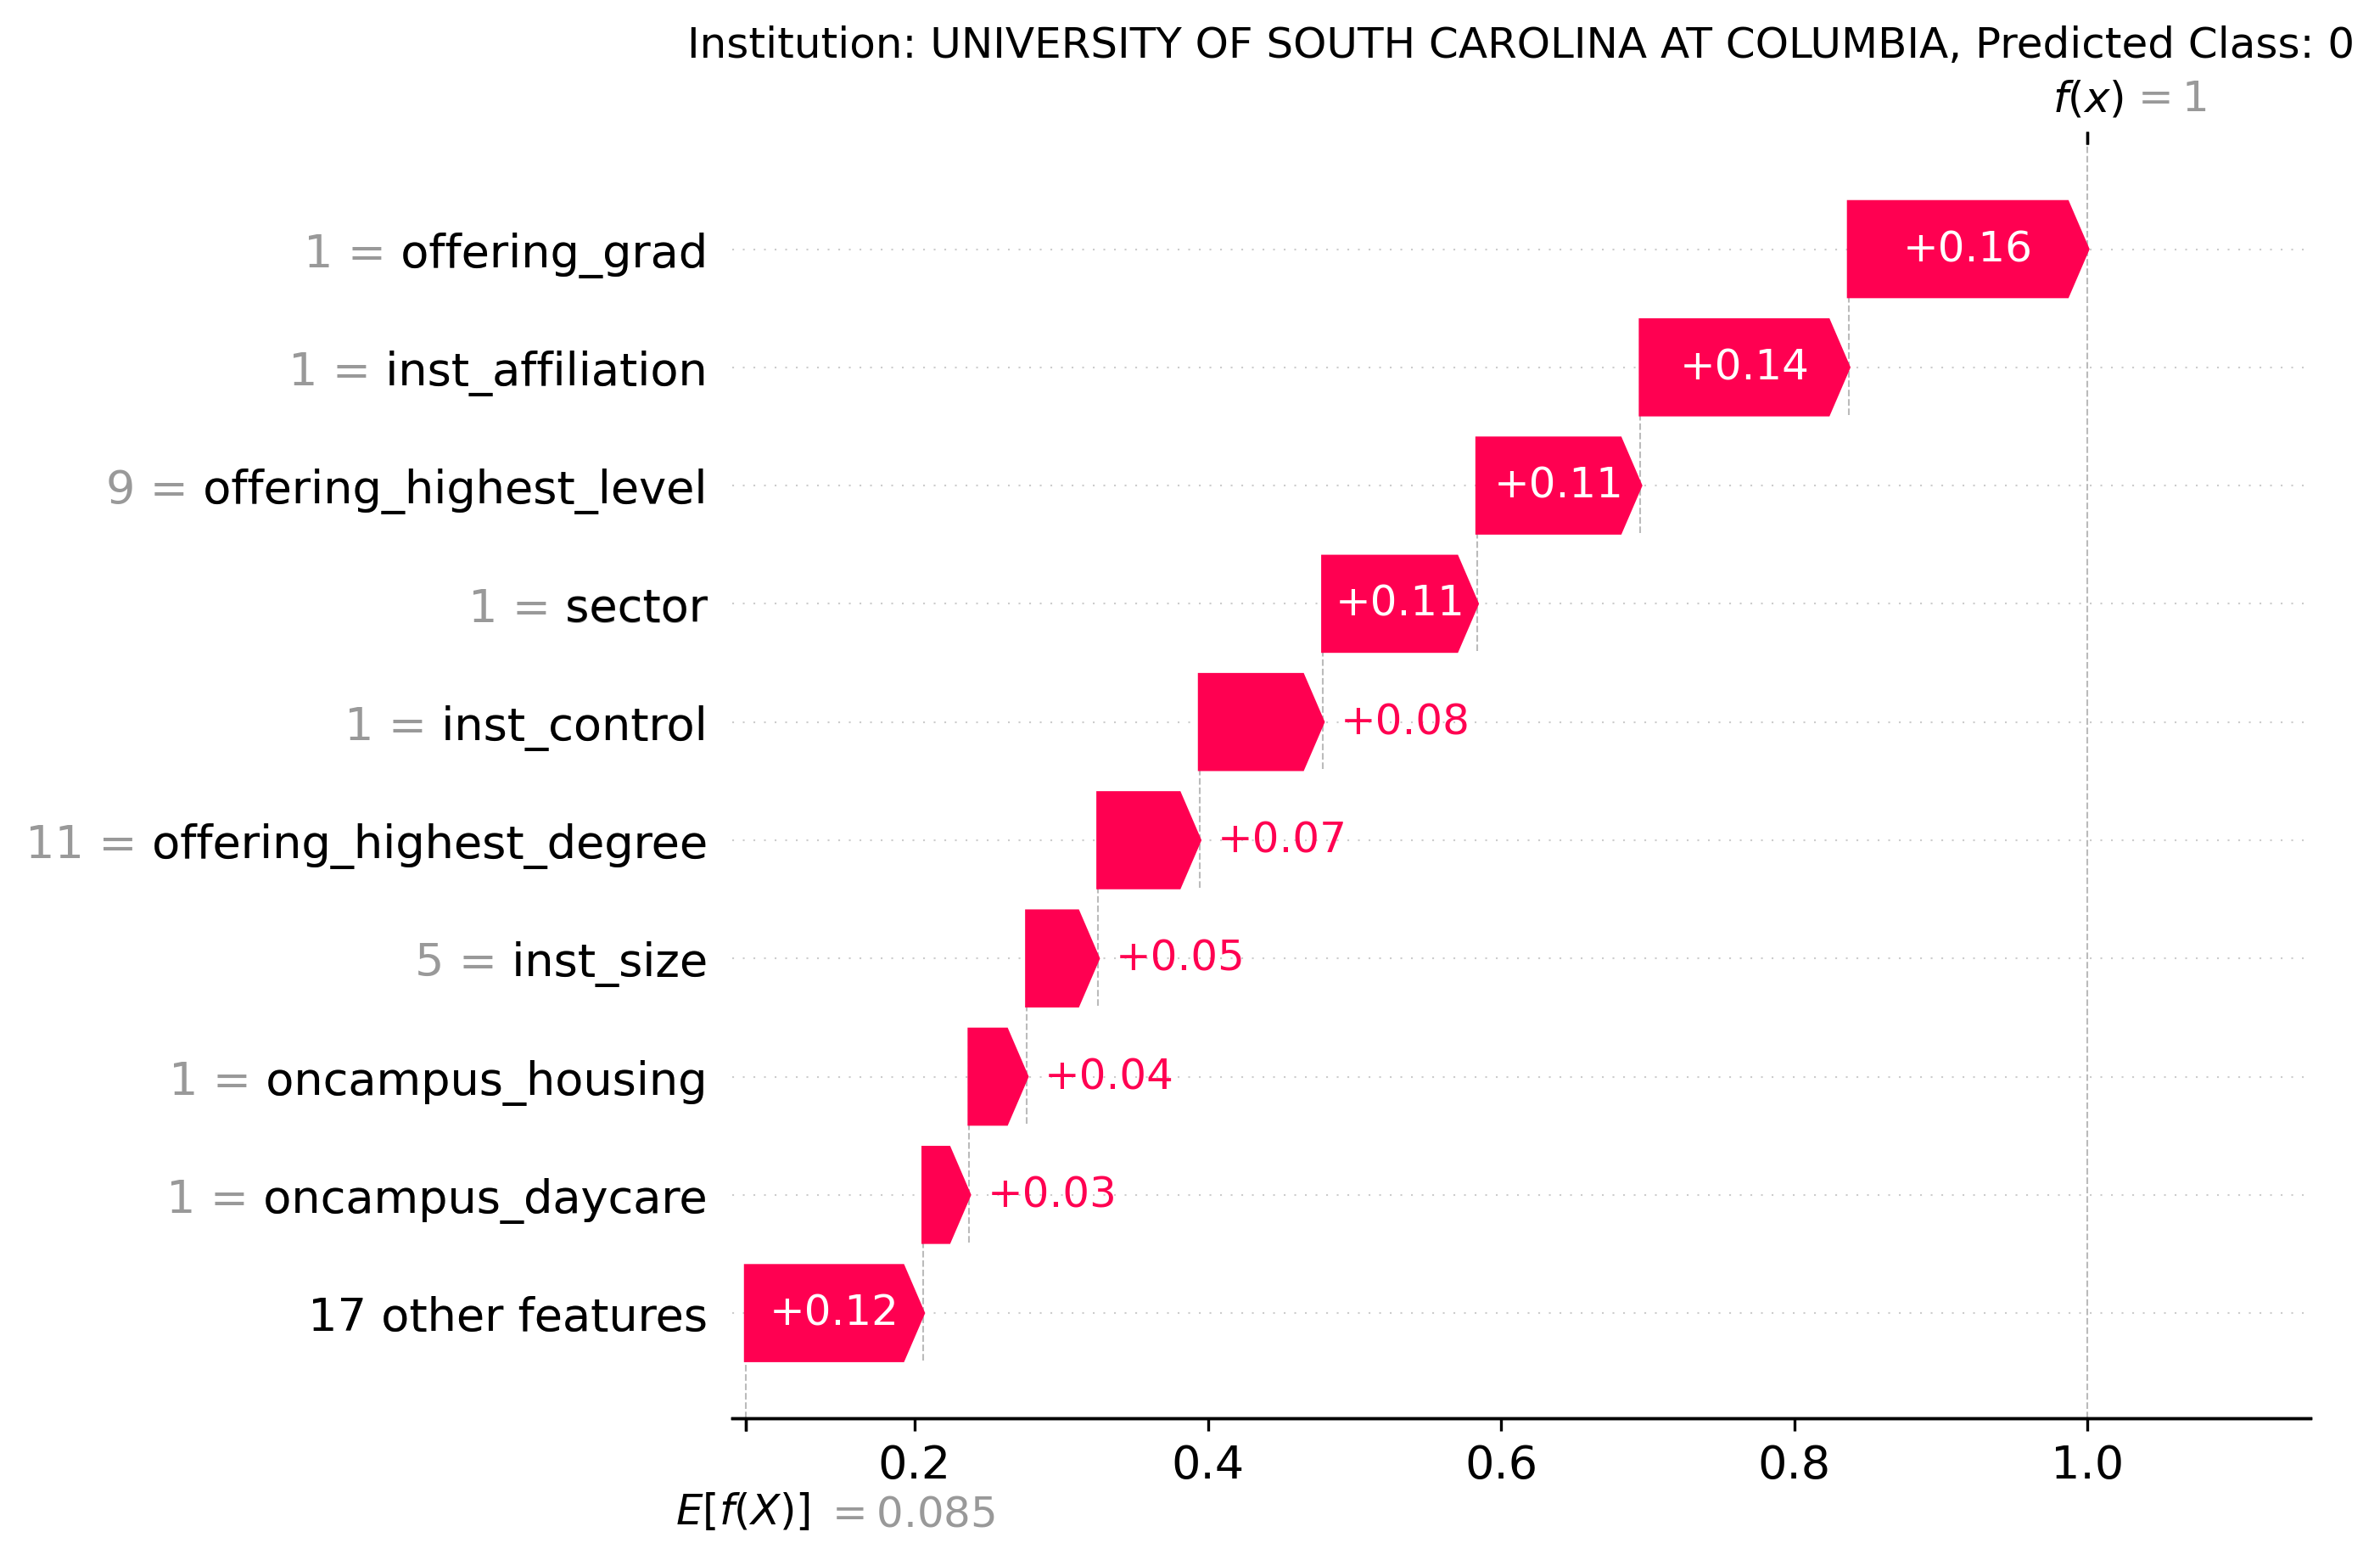 Institution: UNIVERSITY OF SOUTH CAROLINA AT COLUMBIA, Predicted Class: 0
f(x) = 1
1 = offering_grad +0.16
1 = inst_affiliation +0.14
9 = offering_highest_level +0.11
1 = sector +0.11
1 = inst_control +0.08
11 = offering_highest_degree +0.07
5 = inst_size +0.05
1 = oncampus_housing +0.04
1 = oncampus_daycare +0.03
17 other features +0.12
0.2 0.4 0.6 0.8 1.0
E[f(X)] = 0.085